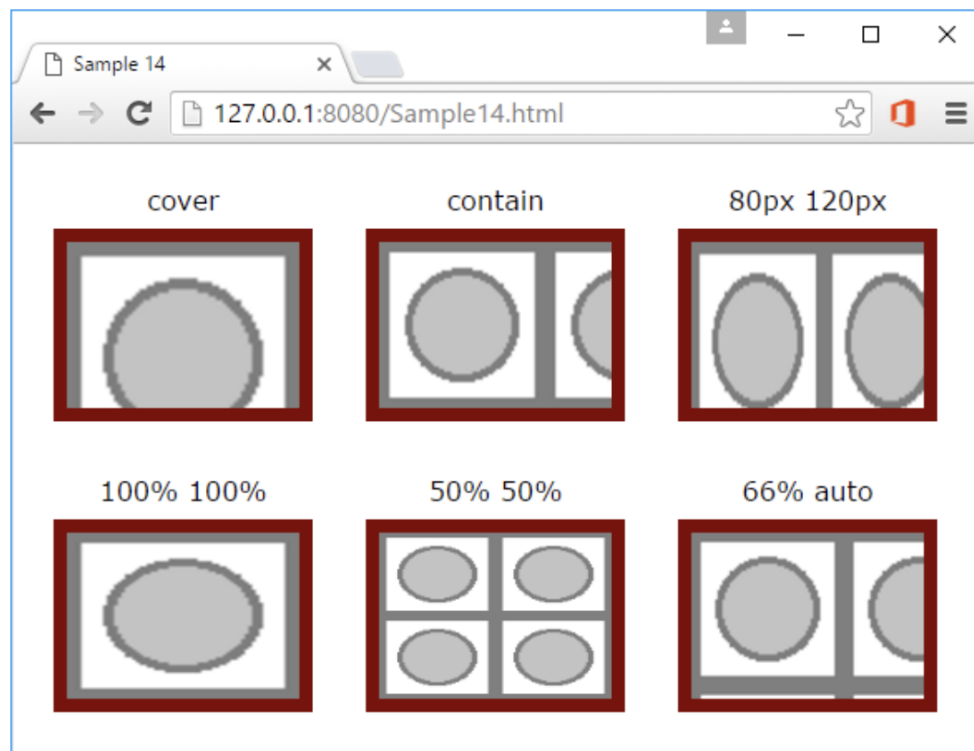 Sample 14
127.0.0.1:8080/Sample14.html
cover contain 80px 120px
100% 100% 50% 50% 66% auto